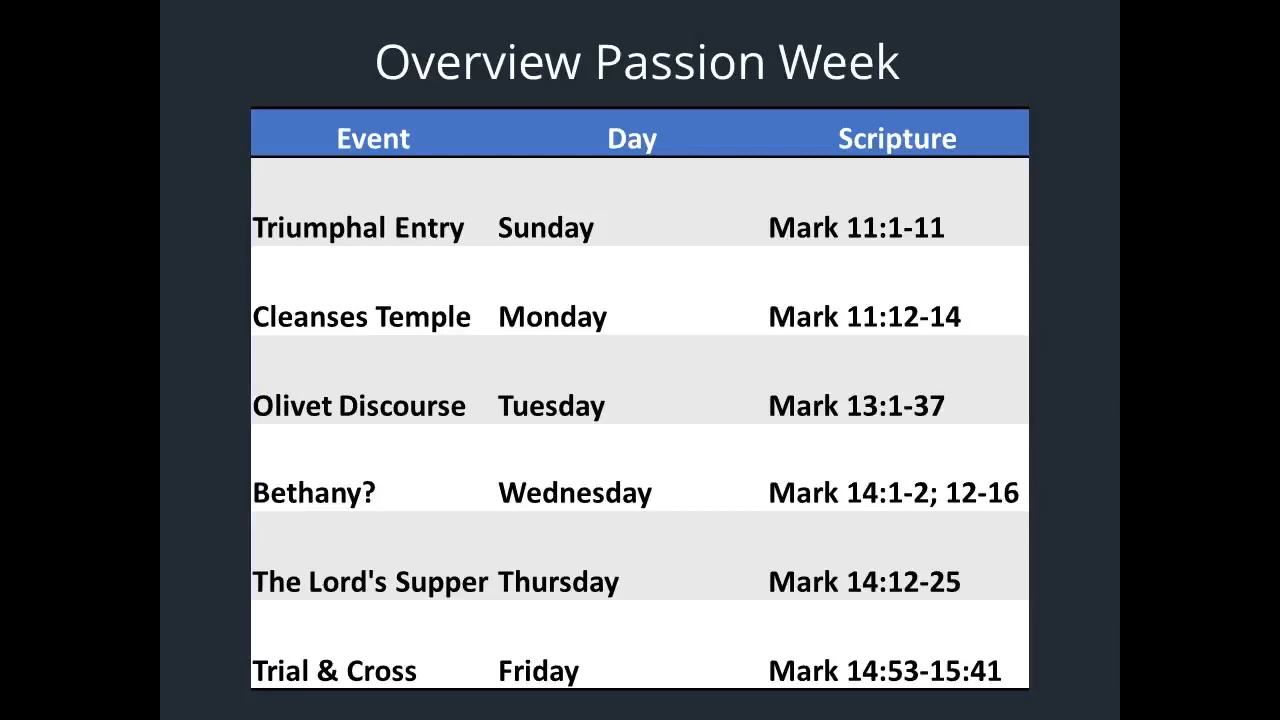 Overview Passion Week
Event Day Scripture
Triumphal Entry Sunday Mark 11:1-11
Cleanses Temple Monday Mark 11:12-14
Olivet Discourse Tuesday Mark 13:1-37
Bethany? Wednesday Mark 14:1-2; 12-16
The Lord's Supper Thursday Mark 14:12-25
Trial & Cross Friday Mark 14:53-15:41